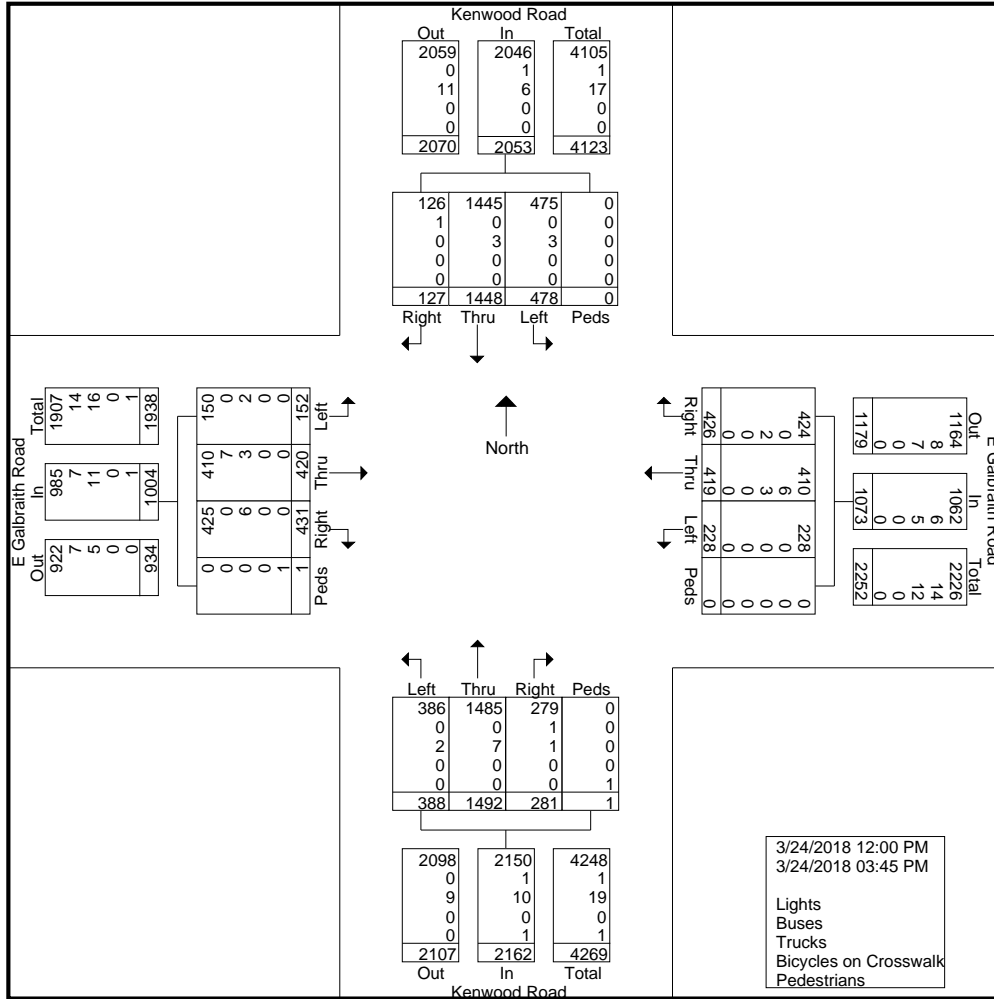 Kenwood Road
Out In Total
2059 2046 4105
0 1 1
11 6 17
0 0 0
0 0 0
2070 2053 4123
126 1445 475 0
1 0 0 0
0 3 3 0
0 0 0 0
0 0 0 0
127 1448 478 0
Right Thru Left Peds
North
E Galbraith Road
Out In Total
922 985 1907
7 7 14
5 11 16
0 0 0
0 1 1
934 1004 1938
Peds Right Thru Left
0 425 410 150
0 0 7 0
0 6 3 2
0 0 0 0
1 0 0 0
1 431 420 152
E Galbraith Road
Out In Total
1164 1062 2226
8 6 14
7 5 12
0 0 0
0 0 0
1179 1073 2252
Right Thru Left Peds
424 410 228 0
0 6 0 0
2 3 0 0
0 0 0 0
0 0 0 0
426 419 228 0
Left Thru Right Peds
386 1485 279 0
0 0 1 0
2 7 1 0
0 0 0 0
0 0 0 1
388 1492 281 1
2098 2150 4248
0 1 1
9 10 19
0 0 0
0 1 1
2107 2162 4269
Out In Total
Kenwood Road
3/24/2018 12:00 PM
3/24/2018 03:45 PM
Lights
Buses
Trucks
Bicycles on Crosswalk
Pedestrians